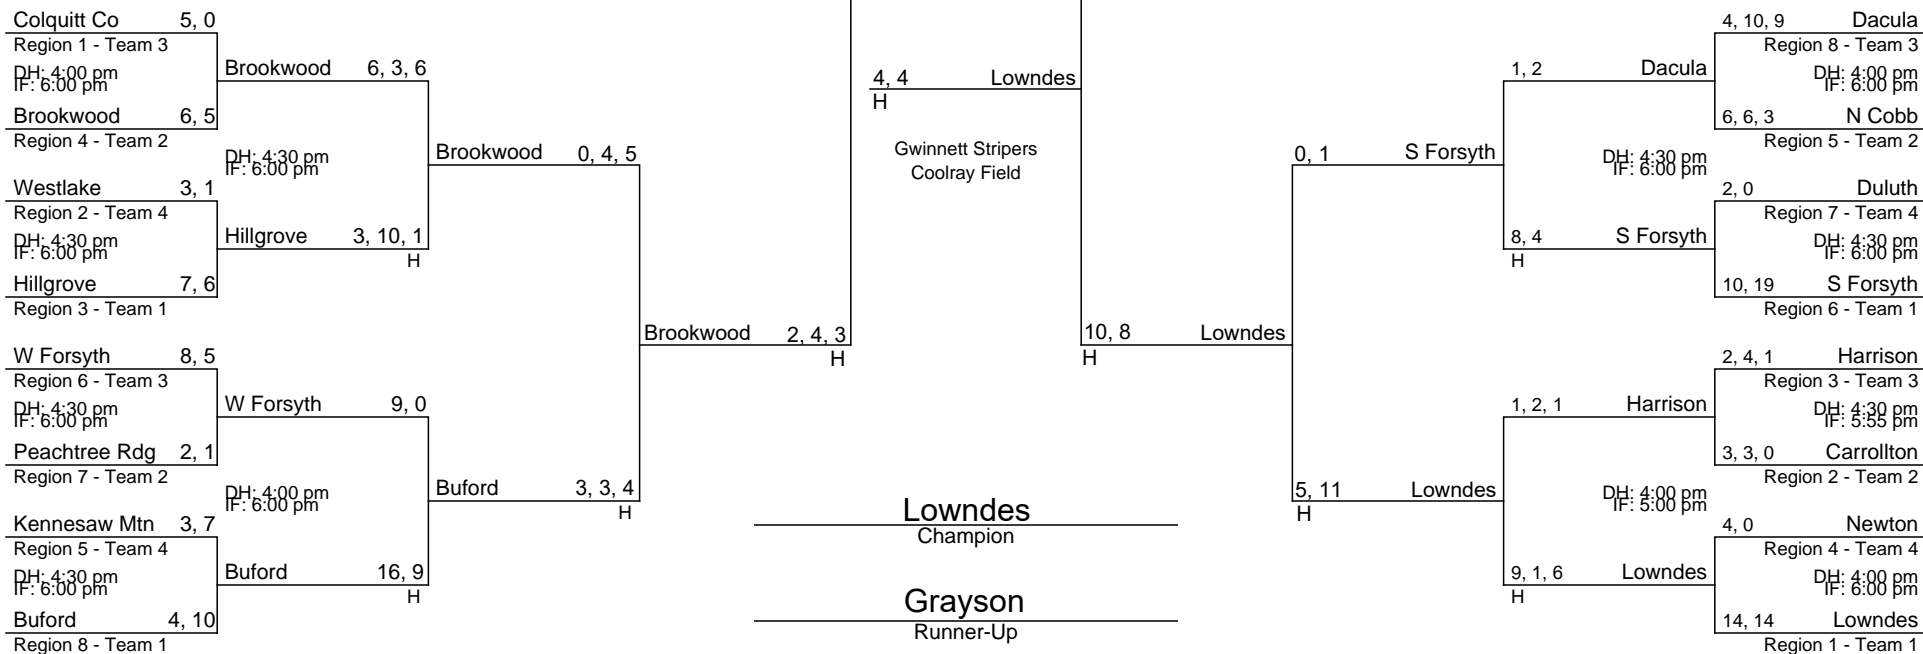 Colquitt Co 5, 0
Region 1 - Team 3
DH: 4:00 pm
IF: 6:00 pm
Brookwood 6, 5
Region 4 - Team 2
Westlake 3, 1
Region 2 - Team 4
DH: 4:30 pm
IF: 6:00 pm
Hillgrove 7, 6
Region 3 - Team 1
W Forsyth 8, 5
Region 6 - Team 3
DH: 4:30 pm
IF: 6:00 pm
Peachtree Rdg 2, 1
Region 7 - Team 2
Kennesaw Mtn 3, 7
Region 5 - Team 4
DH: 4:30 pm
IF: 6:00 pm
Buford 4, 10
Region 8 - Team 1
Brookwood 6, 3, 6
DH: 4:30 pm
IF: 6:00 pm
Hillgrove 3, 10, 1
H
W Forsyth 9, 0
DH: 4:00 pm
IF: 6:00 pm
Buford 16, 9
H
Brookwood 0, 4, 5
Buford 3, 3, 4
H
Brookwood 2, 4, 3
H
4, 4 Lowndes
H
Gwinnett Stripers
Coolray Field
Lowndes
Champion
Grayson
Runner-Up
10, 8 Lowndes
H
0, 1 S Forsyth
5, 11 Lowndes
H
1, 2 Dacula
DH: 4:30 pm
IF: 6:00 pm
8, 4 S Forsyth
H
1, 2, 1 Harrison
DH: 4:00 pm
IF: 5:00 pm
9, 1, 6 Lowndes
H
4, 10, 9 Dacula
Region 8 - Team 3
DH: 4:00 pm
IF: 6:00 pm
6, 6, 3 N Cobb
Region 5 - Team 2
2, 0 Duluth
Region 7 - Team 4
DH: 4:30 pm
IF: 6:00 pm
10, 19 S Forsyth
Region 6 - Team 1
2, 4, 1 Harrison
Region 3 - Team 3
DH: 4:30 pm
IF: 5:55 pm
3, 3, 0 Carrollton
Region 2 - Team 2
4, 0 Newton
Region 4 - Team 4
DH: 4:00 pm
IF: 6:00 pm
14, 14 Lowndes
Region 1 - Team 1